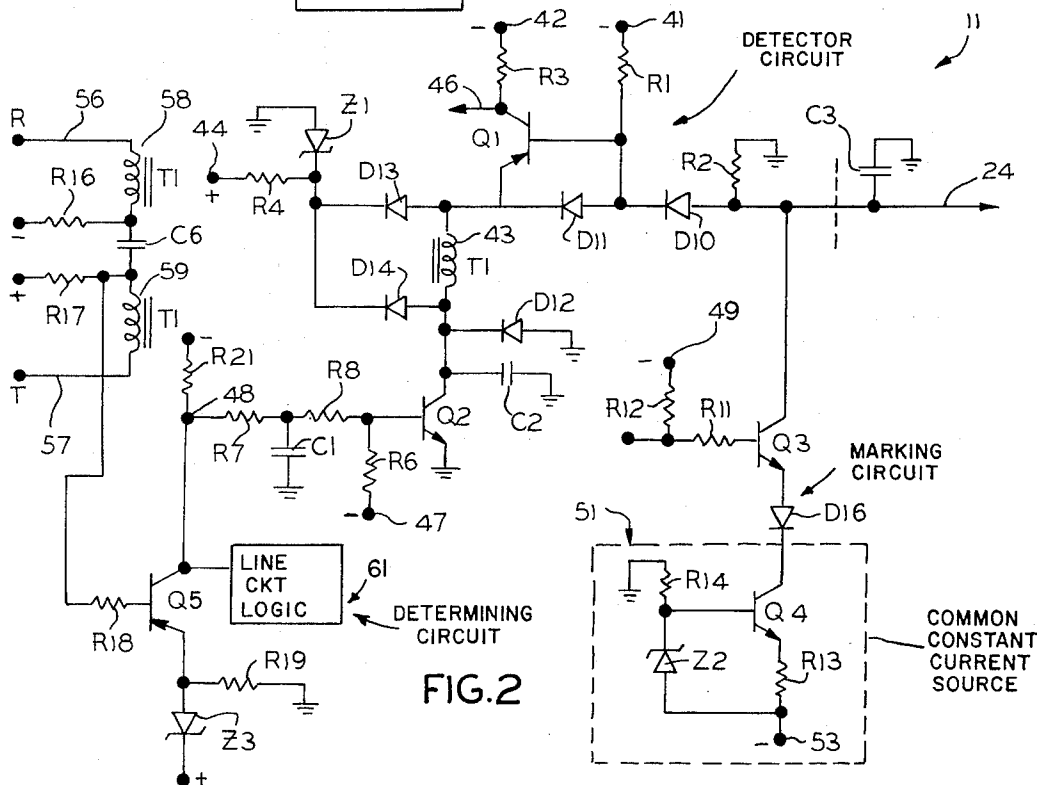 42
41
11
DETECTOR
CIRCUIT
R
56
58
Z1
46
R3
R1
C3
44
Q1
R2
T1
R16
D13
+
R4
24
-
C6
43
D11
D10
59
D14
T1
+
R17
T1
D12
-
49
R21
R8
-
T
57
48
Q2
C2
R12
R11
R7
C1
Q3
R6
MARKING
CIRCUIT
-
47
51
D16
LINE
CKT
LOGIC
61
R14
Q5
Q4
COMMON
CONSTANT
CURRENT
SOURCE
R18
DETERMINING
CIRCUIT
R19
FIG.2
Z2
R13
Z3
-
53
+